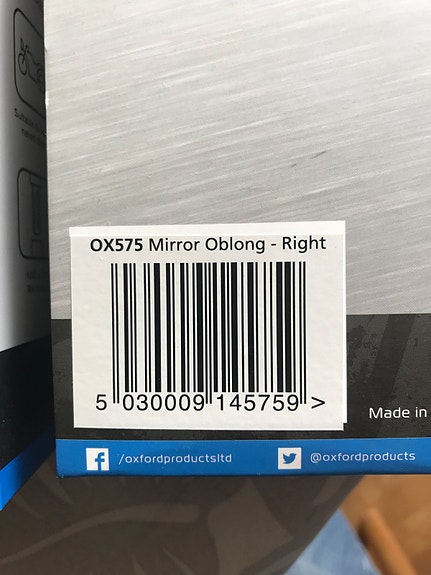 OX575 Mirror Oblong - Right
5 030009 145759 >
Made in
/oxfordproductsltd
@oxfordproducts